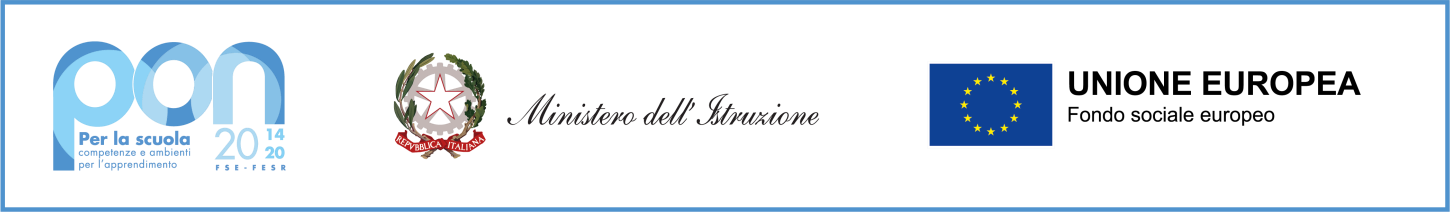 pon
Per la scuola
competenze e ambienti
per l'apprendimento
20 14
20
FSE-FESR
REPVBBLICA ITALIANA
Ministero dell'Istruzione
UNIONE EUROPEA
Fondo sociale europeo